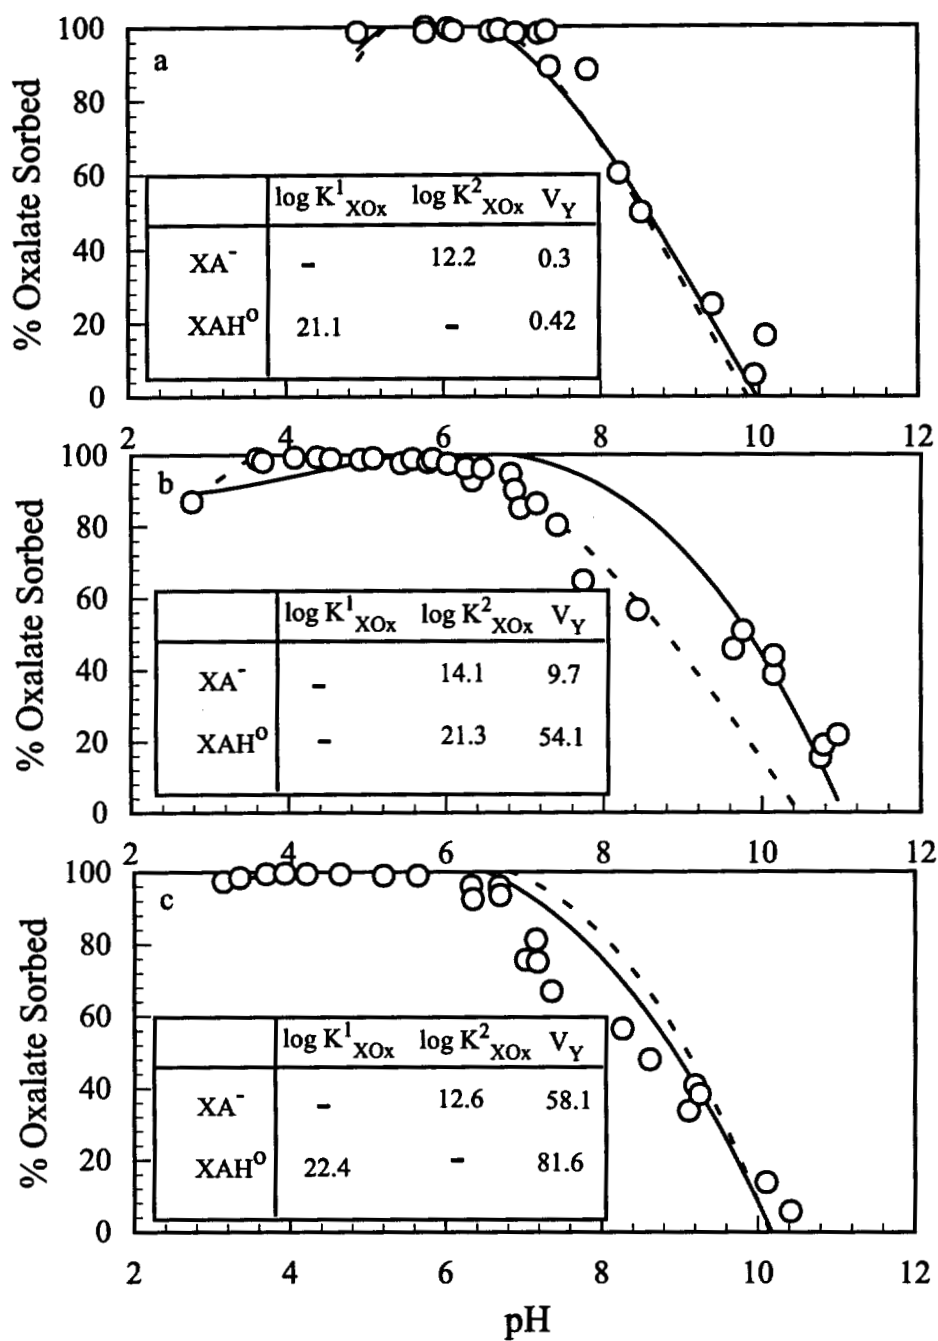 100
a
80
% Oxalate Sorbed
60
log K¹XOx log K²XOx VY
40
XA⁻ – 12.2 0.3
20
XAHᴼ 21.1 – 0.42
0
2 4 6 8 10 12
100
b
80
% Oxalate Sorbed
60
log K¹XOx log K²XOx VY
40
XA⁻ – 14.1 9.7
20
XAHᴼ – 21.3 54.1
0
2 4 6 8 10 12
100
c
80
% Oxalate Sorbed
60
log K¹XOx log K²XOx VY
40
XA⁻ – 12.6 58.1
20
XAHᴼ 22.4 – 81.6
0
2 4 6 8 10 12
pH